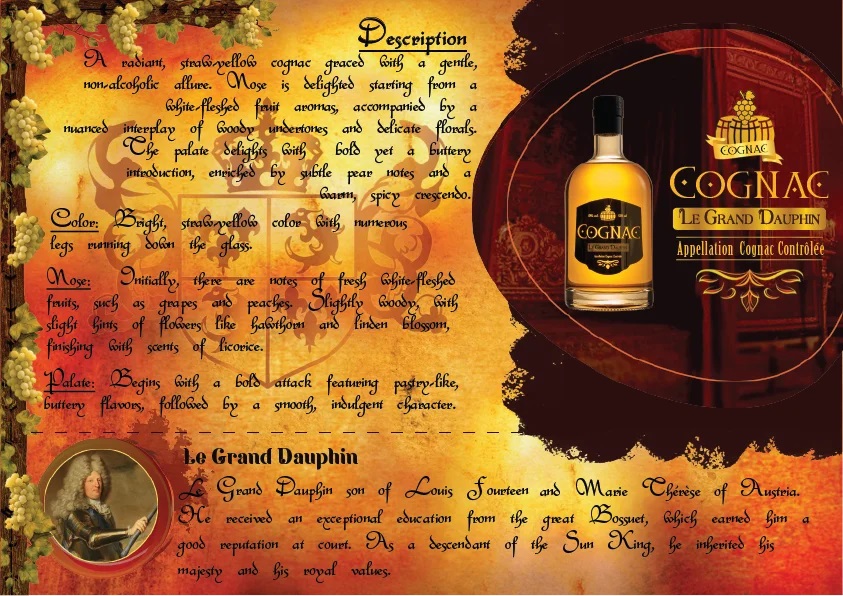 Description
A radiant, straw-yellow cognac graced with a gentle,
non-alcoholic allure. Nose is delighted starting from a
white-fleshed fruit aromas, accompanied by a
nuanced interplay of woody undertones and delicate florals.
The palate delights with bold yet a buttery
introduction, enriched by subtle pear notes and a
warm, spicy crescendo.
Color: Bright, straw-yellow color with numerous
legs running down the glass.
Nose: Initially, there are notes of fresh white-fleshed
fruits, such as grapes and peaches. Slightly woody, with
slight hints of flowers like hawthorn and linden blossom,
finishing with scents of licorice.
Palate: Begins with a bold attack featuring pastry-like,
buttery flavors, followed by a smooth, indulgent character.
COGNAC
LE GRAND DAUPHIN
COGNAC
COGNAC
LE GRAND DAUPHIN
Appellation Cognac Contrôlée
Le Grand Dauphin
Le Grand Dauphin son of Louis Fourteen and Marie Thérèse of Austria.
He received an exceptional education from the great Bossuet, which earned him a
good reputation at court. As a descendant of the Sun King, he inherited his
majesty and his royal values.